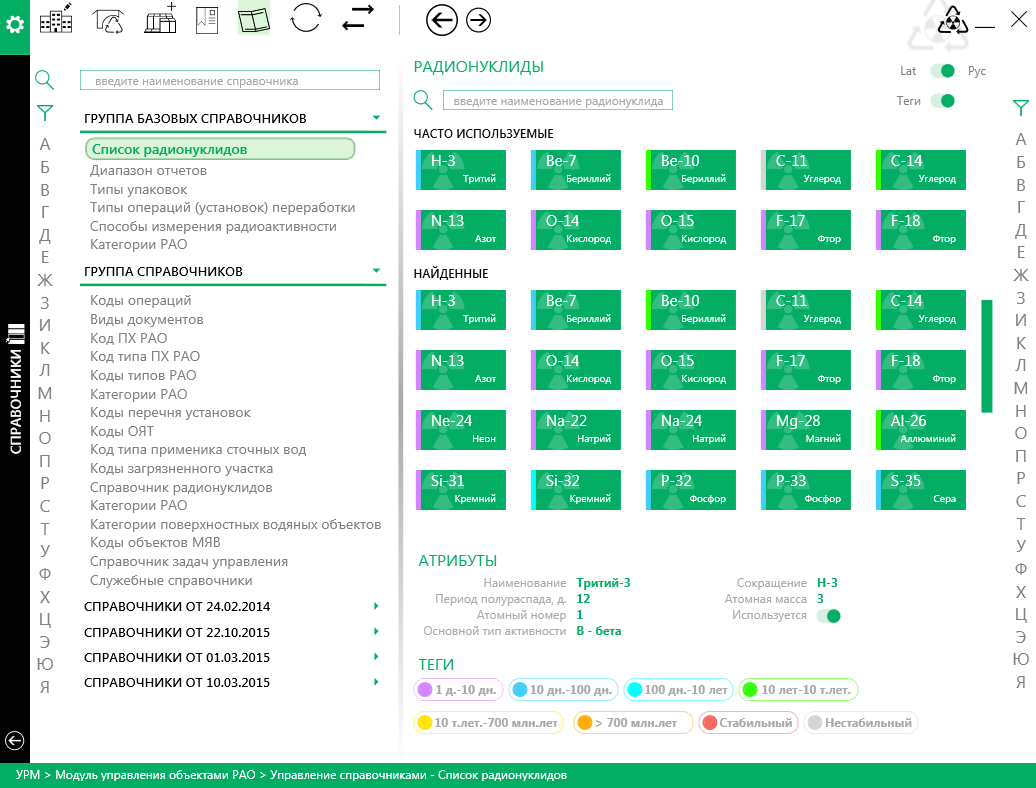 СПРАВОЧНИКИ
введите наименование справочника
А
Б
В
Г
Д
Е
Ж
З
И
К
Л
М
Н
О
П
Р
С
Т
У
Ф
Х
Ц
Э
Ю
Я
ГРУППА БАЗОВЫХ СПРАВОЧНИКОВ
Список радионуклидов
Диапазон отчетов
Типы упаковок
Типы операций (установок) переработки
Способы измерения радиоактивности
Категории РАО
ГРУППА СПРАВОЧНИКОВ
Коды операций
Виды документов
Код ПХ РАО
Код типа ПХ РАО
Коды типов РАО
Категории РАО
Коды перечня установок
Коды ОЯТ
Код типа применика сточных вод
Коды загрязненного участка
Справочник радионуклидов
Категории РАО
Категории поверхностных водяных объектов
Коды объектов МЯВ
Справочник задач управления
Служебные справочники
СПРАВОЧНИКИ ОТ 24.02.2014
СПРАВОЧНИКИ ОТ 22.10.2015
СПРАВОЧНИКИ ОТ 01.03.2015
СПРАВОЧНИКИ ОТ 10.03.2015
РАДИОНУКЛИДЫ
Lat Рус
введите наименование радионуклида
Теги
ЧАСТО ИСПОЛЬЗУЕМЫЕ
H-3 Be-7 Be-10 C-11 C-14
Тритий Бериллий Бериллий Углерод Углерод
N-13 O-14 O-15 F-17 F-18
Азот Кислород Кислород Фтор Фтор
НАЙДЕННЫЕ
H-3 Be-7 Be-10 C-11 C-14
Тритий Бериллий Бериллий Углерод Углерод
N-13 O-14 O-15 F-17 F-18
Азот Кислород Кислород Фтор Фтор
Ne-24 Na-22 Na-24 Mg-28 Al-26
Неон Натрий Натрий Магний Аллюминий
Si-31 Si-32 P-32 P-33 S-35
Кремний Кремний Фосфор Фосфор Сера
АТРИБУТЫ
Наименование Тритий-3 Сокращение H-3
Период полураспада, д. 12 Атомная масса 3
Атомный номер 1 Используется
Основной тип активности B - бета
ТЕГИ
1 д.-10 дн. 10 дн.-100 дн. 100 дн.-10 лет 10 лет-10 т.лет.
10 т.лет.-700 млн.лет > 700 млн.лет Стабильный Нестабильный
А
Б
В
Г
Д
Е
Ж
З
И
К
Л
М
Н
О
П
Р
С
Т
У
Ф
Х
Ц
Э
Ю
Я
УРМ > Модуль управления объектами РАО > Управление справочниками - Список радионуклидов